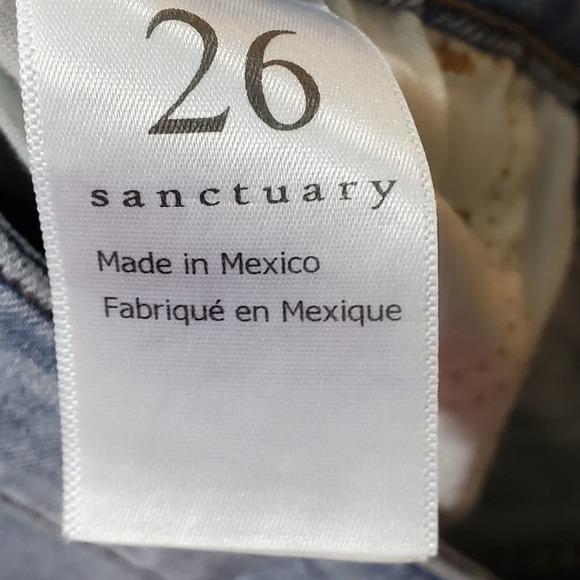 26
sanctuary
Made in Mexico
Fabriqué en Mexique